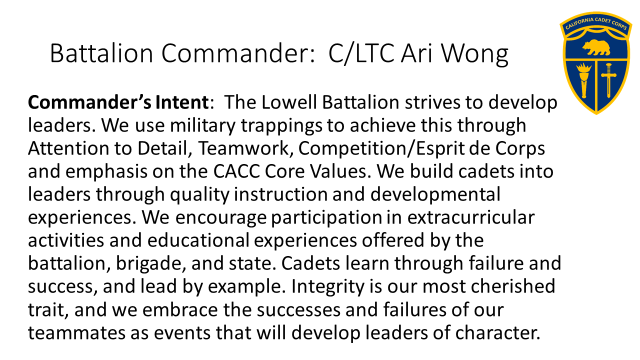 CALIFORNIA CADET CORPS
Battalion Commander:  C/LTC Ari Wong
Commander's Intent:  The Lowell Battalion strives to develop
leaders. We use military trappings to achieve this through
Attention to Detail, Teamwork, Competition/Esprit de Corps
and emphasis on the CACC Core Values. We build cadets into
leaders through quality instruction and developmental
experiences. We encourage participation in extracurricular
activities and educational experiences offered by the
battalion, brigade, and state. Cadets learn through failure and
success, and lead by example. Integrity is our most cherished
trait, and we embrace the successes and failures of our
teammates as events that will develop leaders of character.